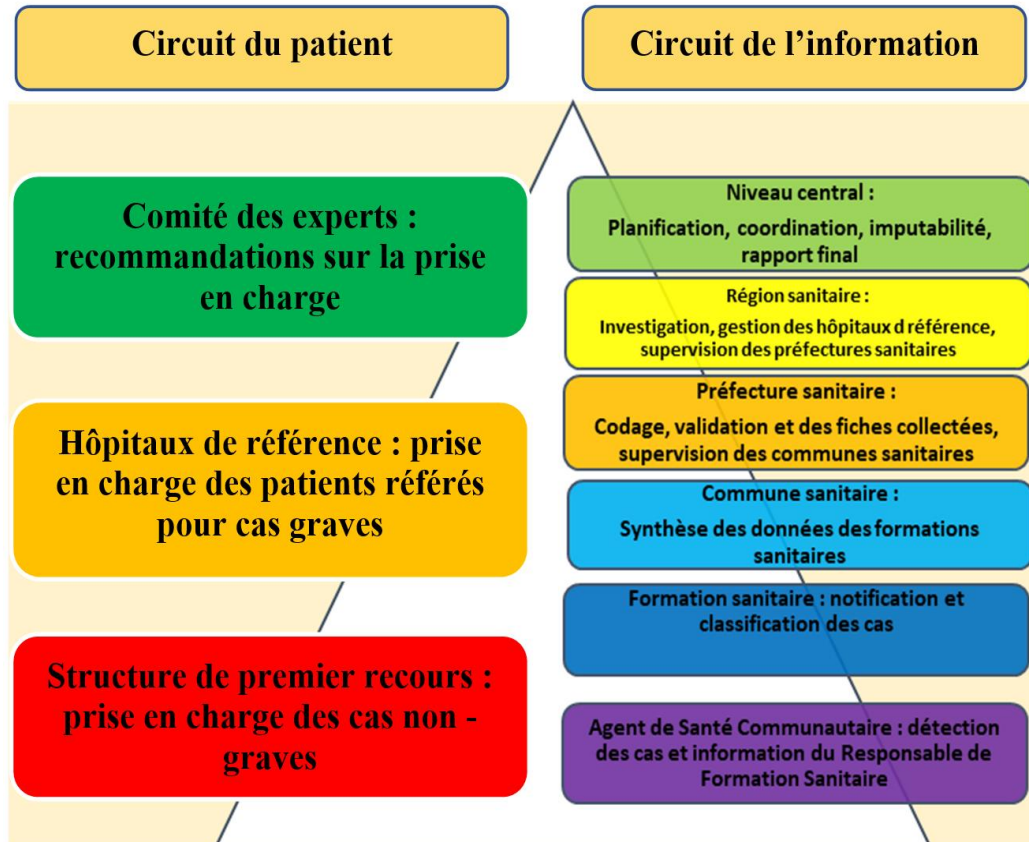 Circuit du patient
Comité des experts :
recommandations sur la prise
en charge
Hôpitaux de référence : prise
en charge des patients référés
pour cas graves
Structure de premier recours :
prise en charge des cas non -
graves
Circuit de l’information
Niveau central :
Planification, coordination, imputabilité,
rapport final
Région sanitaire :
Investigation, gestion des hôpitaux d référence,
supervision des préfectures sanitaires
Préfecture sanitaire :
Codage, validation et des fiches collectées,
supervision des communes sanitaires
Commune sanitaire :
Synthèse des données des formations
sanitaires
Formation sanitaire : notification et
classification des cas
Agent de Santé Communautaire : détection
des cas et information du Responsable de
Formation Sanitaire